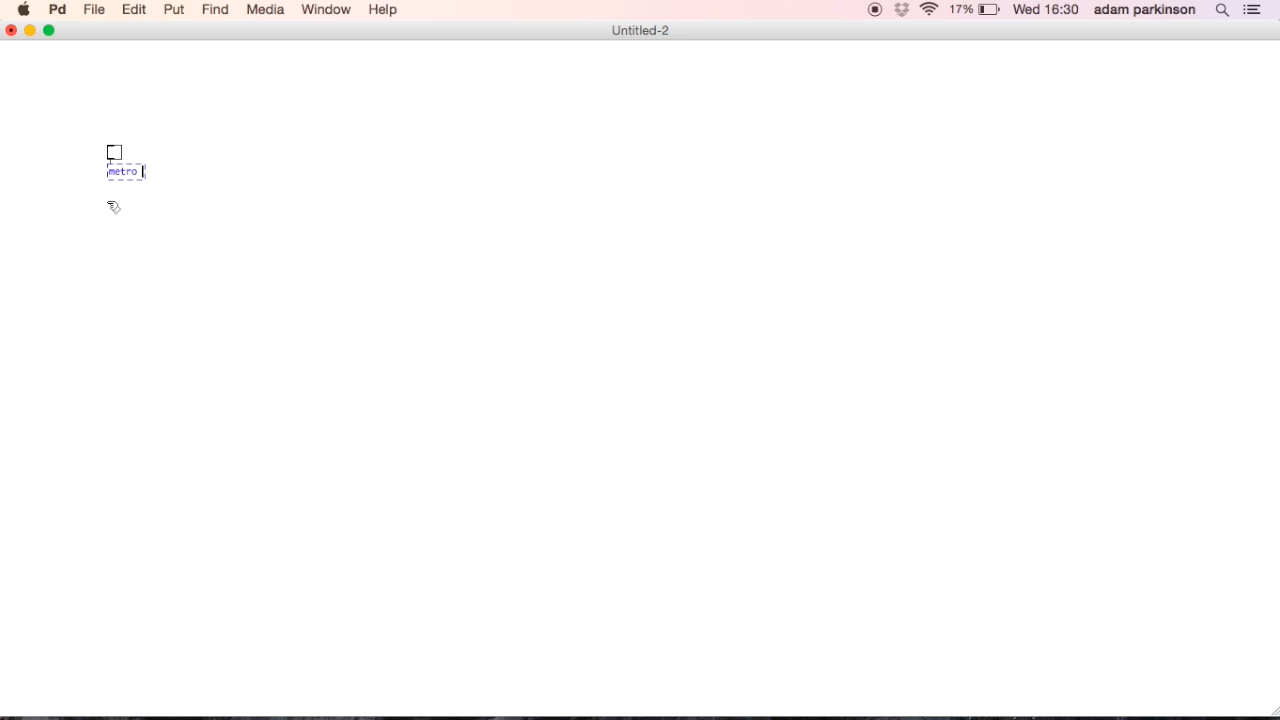 Pd File Edit Put Find Media Window Help 17% Wed 16:30 adam parkinson
Untitled-2
metro